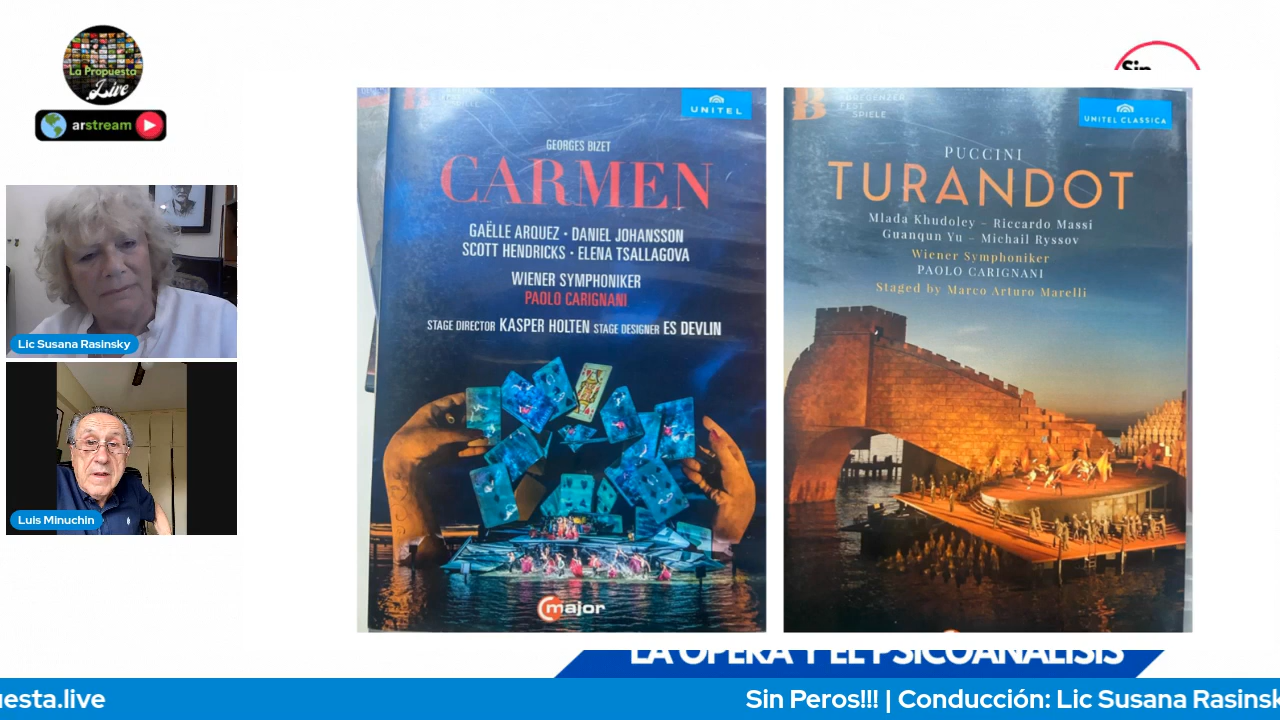 La Propuesta
.Live
arstream
Lic Susana Rasinsky
Luis Minuchin
Sin
UNITEL
GEORGES BIZET
CARMEN
GAËLLE ARQUEZ · DANIEL JOHANSSON
SCOTT HENDRICKS · ELENA TSALLAGOVA
WIENER SYMPHONIKER
PAOLO CARIGNANI
STAGE DIRECTOR KASPER HOLTEN STAGE DESIGNER ES DEVLIN
C major
BREGENZER
FEST
SPIELE
UNITEL CLASSICA
PUCCINI
TURANDOT
Mlada Khudoley – Riccardo Massi
Guanqun Yu – Michail Ryssov
Wiener Symphoniker
PAOLO CARIGNANI
Staged by Marco Arturo Marelli
LA OPERA Y EL PSICOANALISIS
uesta.live
Sin Peros!!! | Conducción: Lic Susana Rasinsk